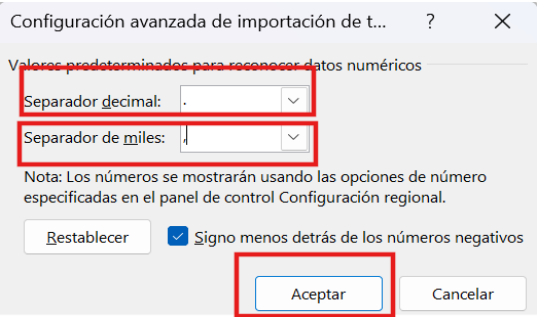 Configuración avanzada de importación de t... ?
Valores predeterminados para reconocer datos numéricos
Separador decimal: .
Separador de miles: ,
Nota: Los números se mostrarán usando las opciones de número
especificadas en el panel de control Configuración regional.
Restablecer Signo menos detrás de los números negativos
Aceptar Cancelar